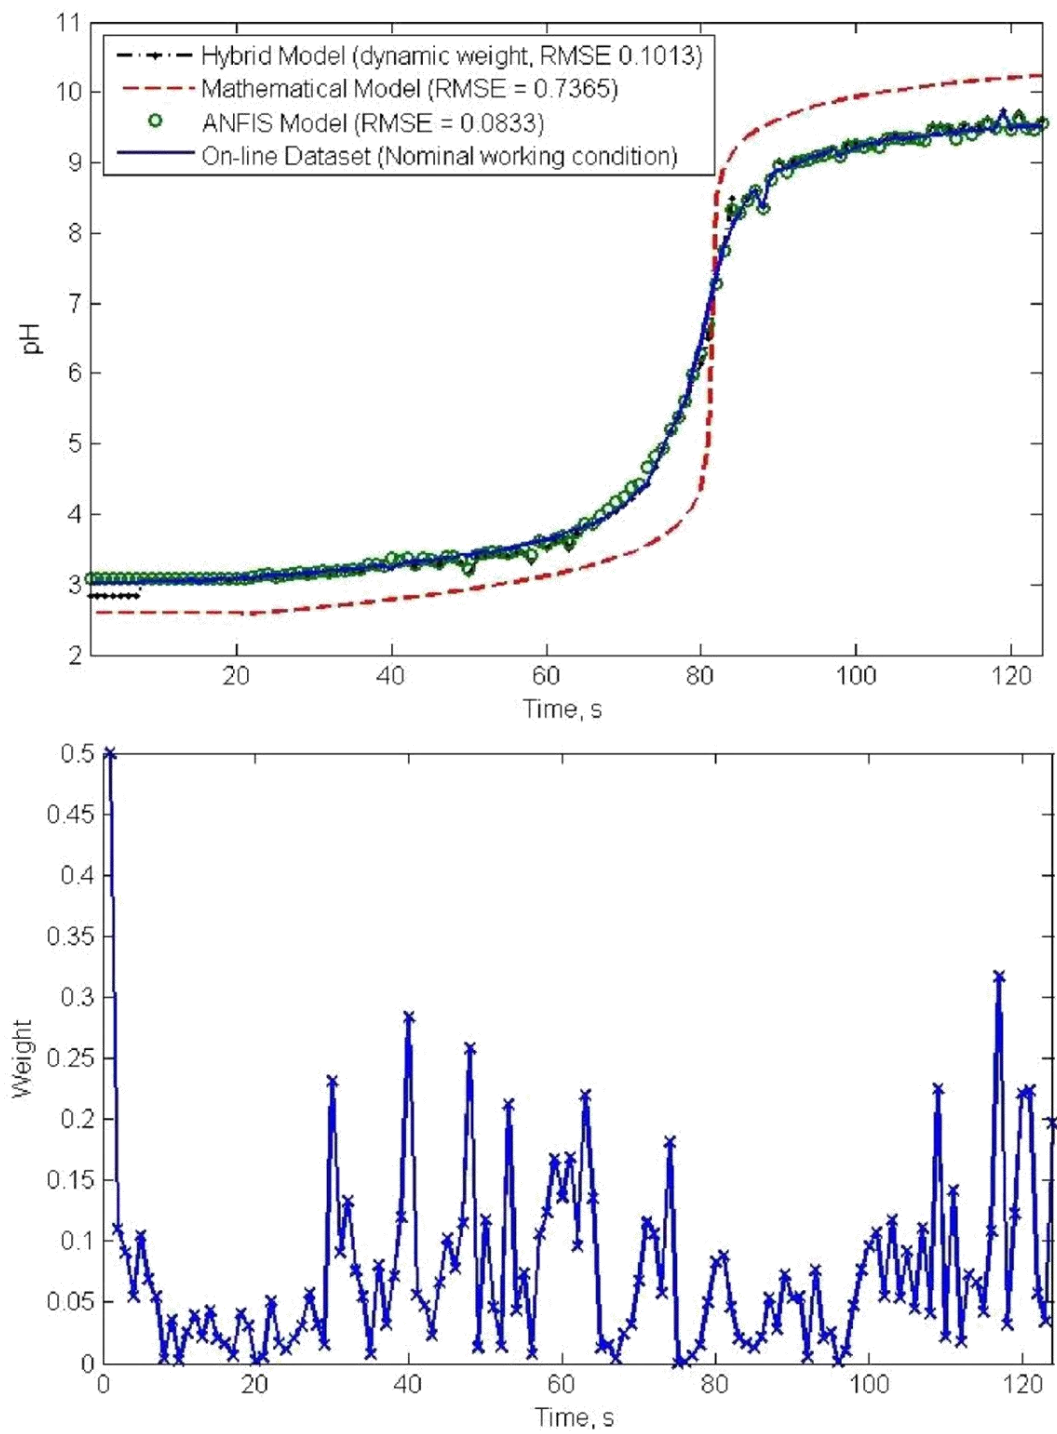 11
10
9
8
7
6
5
4
3
2
pH
Hybrid Model (dynamic weight, RMSE 0.1013)
Mathematical Model (RMSE = 0.7365)
ANFIS Model (RMSE = 0.0833)
On-line Dataset (Nominal working condition)
20 40 60 80 100 120
Time, s
0.5
0.45
0.4
0.35
0.3
0.25
0.2
0.15
0.1
0.05
0
Weight
0 20 40 60 80 100 120
Time, s